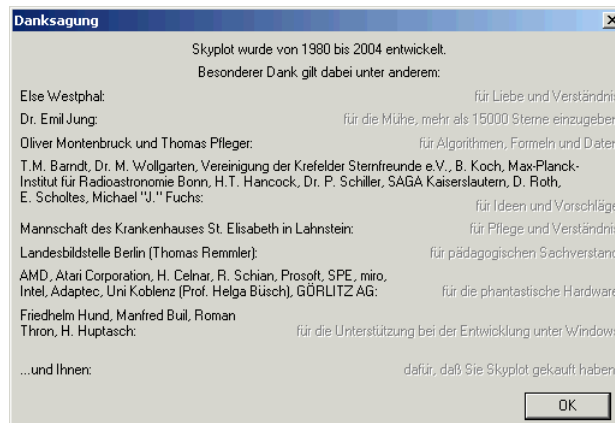 Danksagung
Skyplot wurde von 1980 bis 2004 entwickelt.
Besonderer Dank gilt dabei unter anderem:
Else Westphal: für Liebe und Verständni
Dr. Emil Jung: für die Mühe, mehr als 15000 Sterne einzugeben
Oliver Montenbruck und Thomas Pfleger: für Algorithmen, Formeln und Daten
T.M. Barndt, Dr. M. Wollgarten, Vereinigung der Krefelder Sternfreunde e.V., B. Koch, Max-Planck-
Institut für Radioastronomie Bonn, H.T. Hancock, Dr. P. Schiller, SAGA Kaiserslautern, D. Roth,
E. Scholtes, Michael "J." Fuchs: für Ideen und Vorschläge
Mannschaft des Krankenhauses St. Elisabeth in Lahnstein: für Pflege und Verständni
Landesbildstelle Berlin (Thomas Remmler): für pädagogischen Sachverstand
AMD, Atari Corporation, H. Celnar, R. Schian, Prosoft, SPE, miro,
Intel, Adaptec, Uni Koblenz (Prof. Helga Büsch), GÖRLITZ AG: für die phantastische Hardware
Friedhelm Hund, Manfred Buil, Roman
Thron, H. Huptasch: für die Unterstützung bei der Entwicklung unter Windows
...und Ihnen: dafür, daß Sie Skyplot gekauft haben
OK